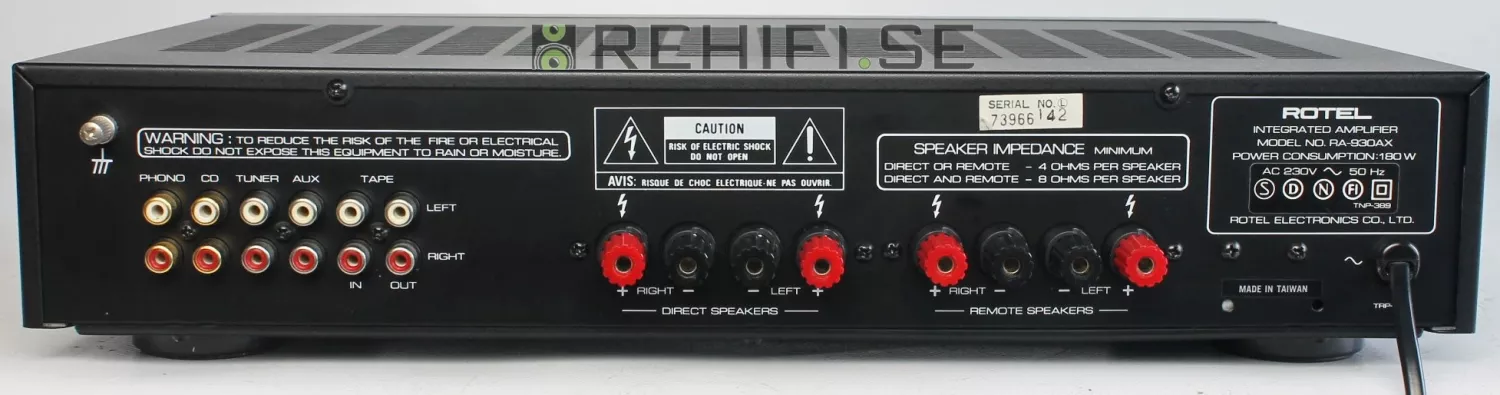 REHIFI.SE
WARNING : TO REDUCE THE RISK OF THE FIRE OR ELECTRICAL
SHOCK DO NOT EXPOSE THIS EQUIPMENT TO RAIN OR MOISTURE.
PHONO CD TUNER AUX TAPE
LEFT
RIGHT
IN OUT
CAUTION
RISK OF ELECTRIC SHOCK
DO NOT OPEN
AVIS: RISQUE DE CHOC ELECTRIQUE-NE PAS OUVRIR.
+ RIGHT − − LEFT +
DIRECT SPEAKERS
SERIAL NO. L
73966142
SPEAKER IMPEDANCE MINIMUM
DIRECT OR REMOTE - 4 OHMS PER SPEAKER
DIRECT AND REMOTE - 8 OHMS PER SPEAKER
+ RIGHT − − LEFT +
REMOTE SPEAKERS
ROTEL
INTEGRATED AMPLIFIER
MODEL NO. RA-930AX
POWER CONSUMPTION: 180 W
AC 230V ~ 50 Hz
S D N FI
TNP-389
ROTEL ELECTRONICS CO., LTD.
~
MADE IN TAIWAN
TRP-